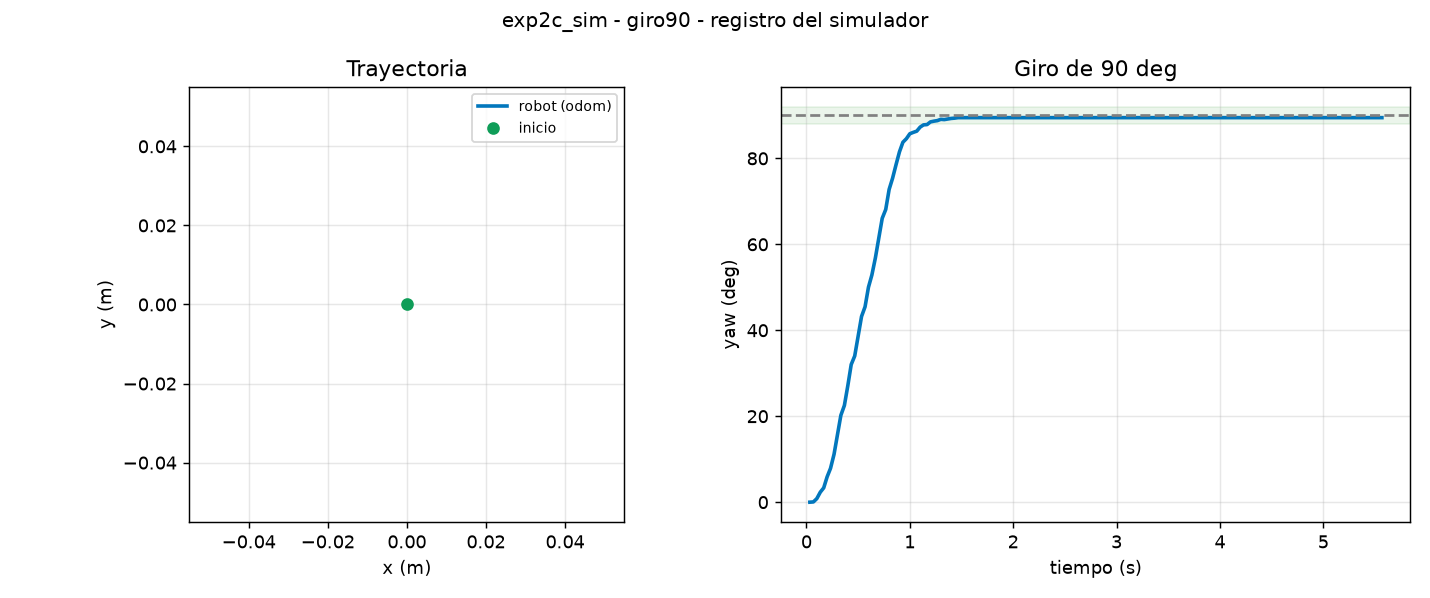 exp2c_sim - giro90 - registro del simulador
Trayectoria
robot (odom)
inicio
0.04
0.02
0.00
−0.02
−0.04
y (m)
−0.04
−0.02
0.00
0.02
0.04
x (m)
Giro de 90 deg
80
60
40
20
0
yaw (deg)
0
1
2
3
4
5
tiempo (s)